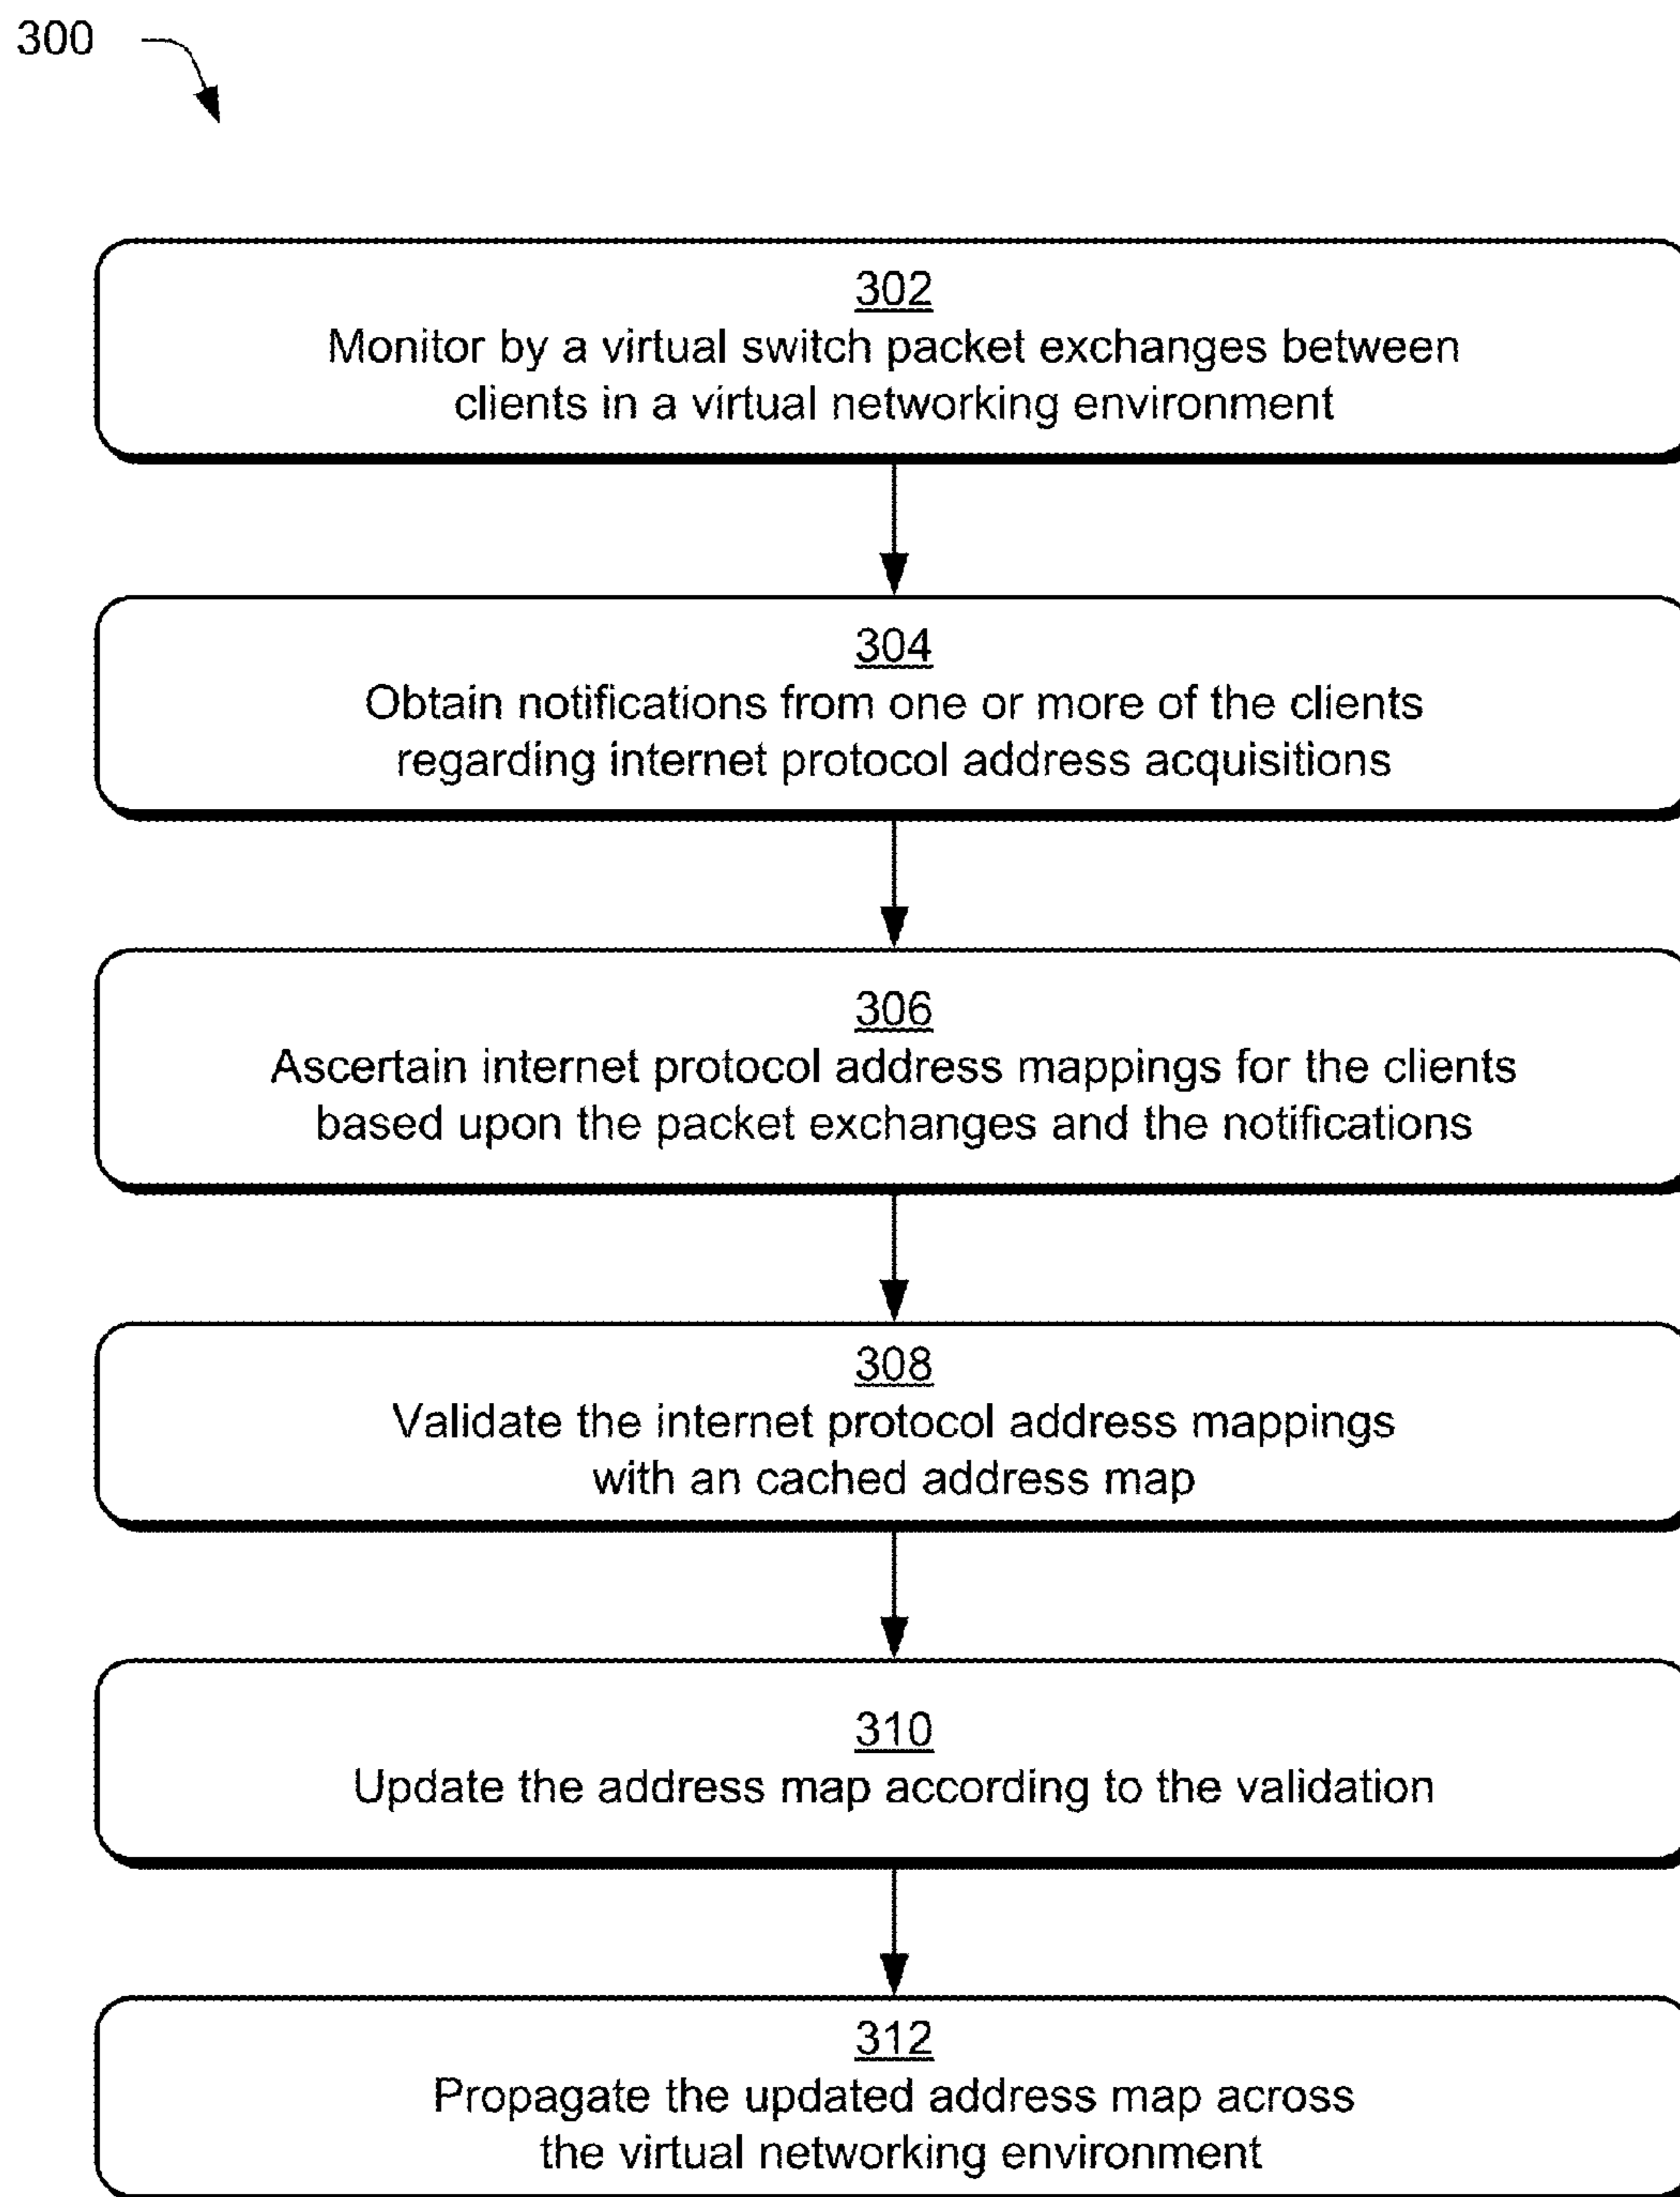 300
302
Monitor by a virtual switch packet exchanges between
clients in a virtual networking environment
304
Obtain notifications from one or more of the clients
regarding internet protocol address acquisitions
306
Ascertain internet protocol address mappings for the clients
based upon the packet exchanges and the notifications
308
Validate the internet protocol address mappings
with an cached address map
310
Update the address map according to the validation
312
Propagate the updated address map across
the virtual networking environment